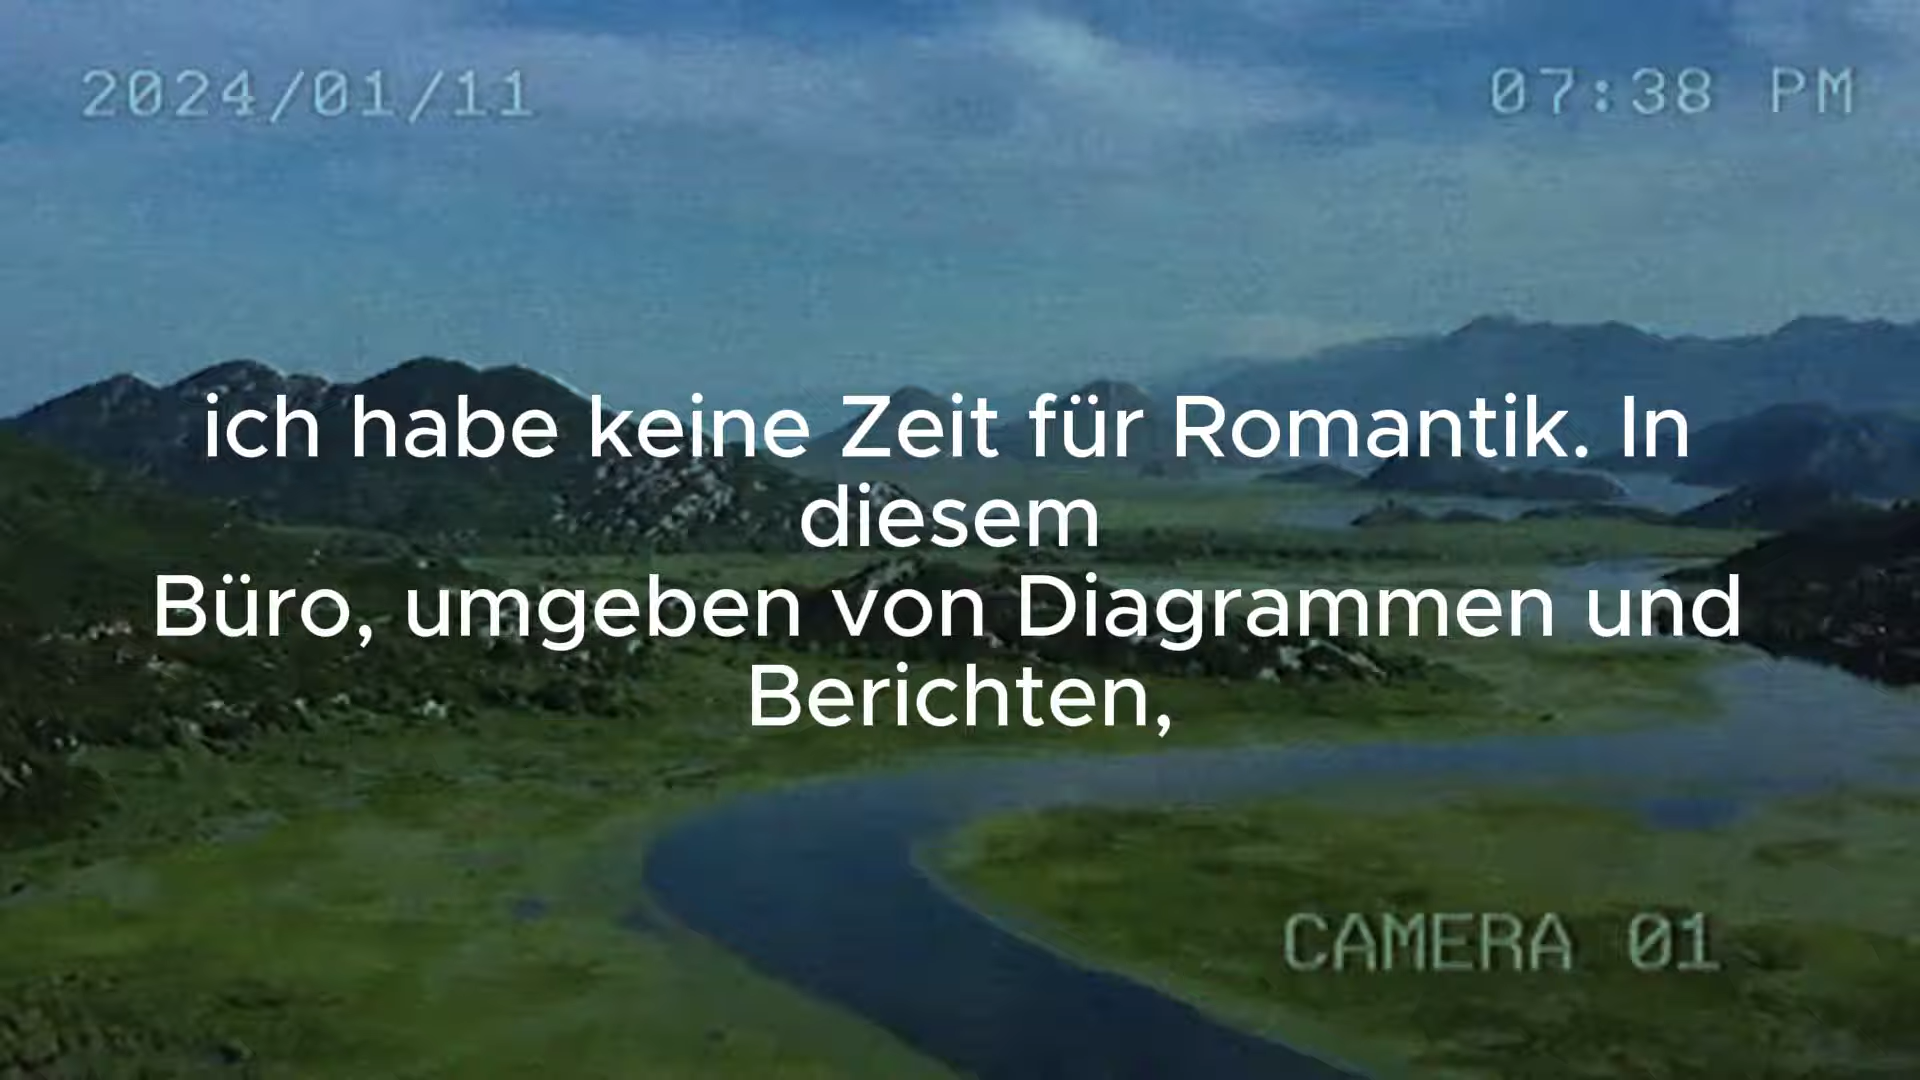 2024/01/11
07:38 PM
ich habe keine Zeit für Romantik. In
diesem
Büro, umgeben von Diagrammen und
Berichten,
CAMERA 01